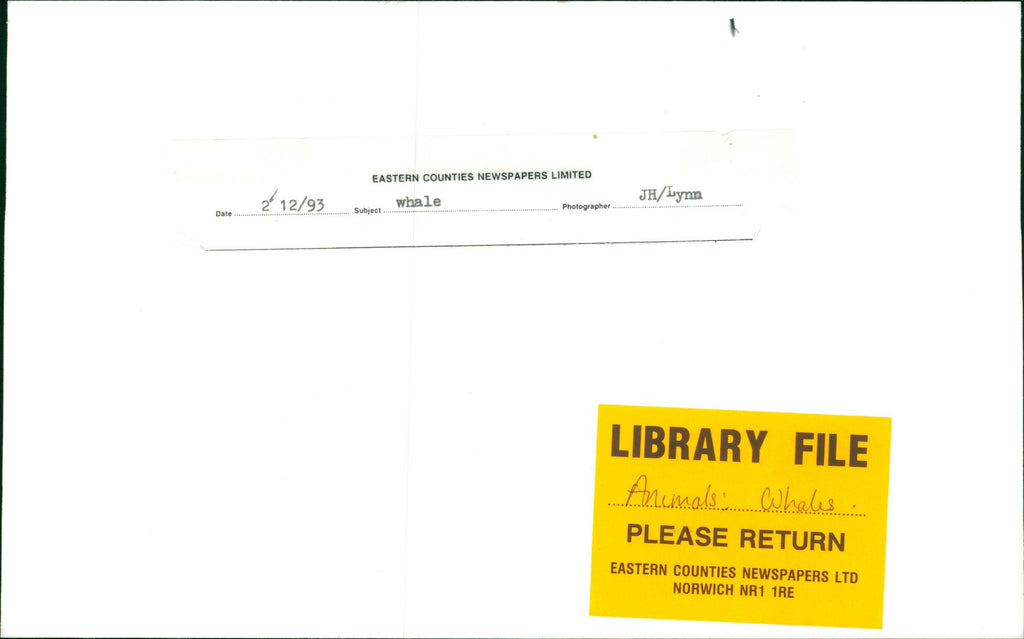 EASTERN COUNTIES NEWSPAPERS LIMITED
Date 2/12/93 Subject whale Photographer JH/Lynn
LIBRARY FILE
Animals: Whales.
PLEASE RETURN
EASTERN COUNTIES NEWSPAPERS LTD
NORWICH NR1 1RE